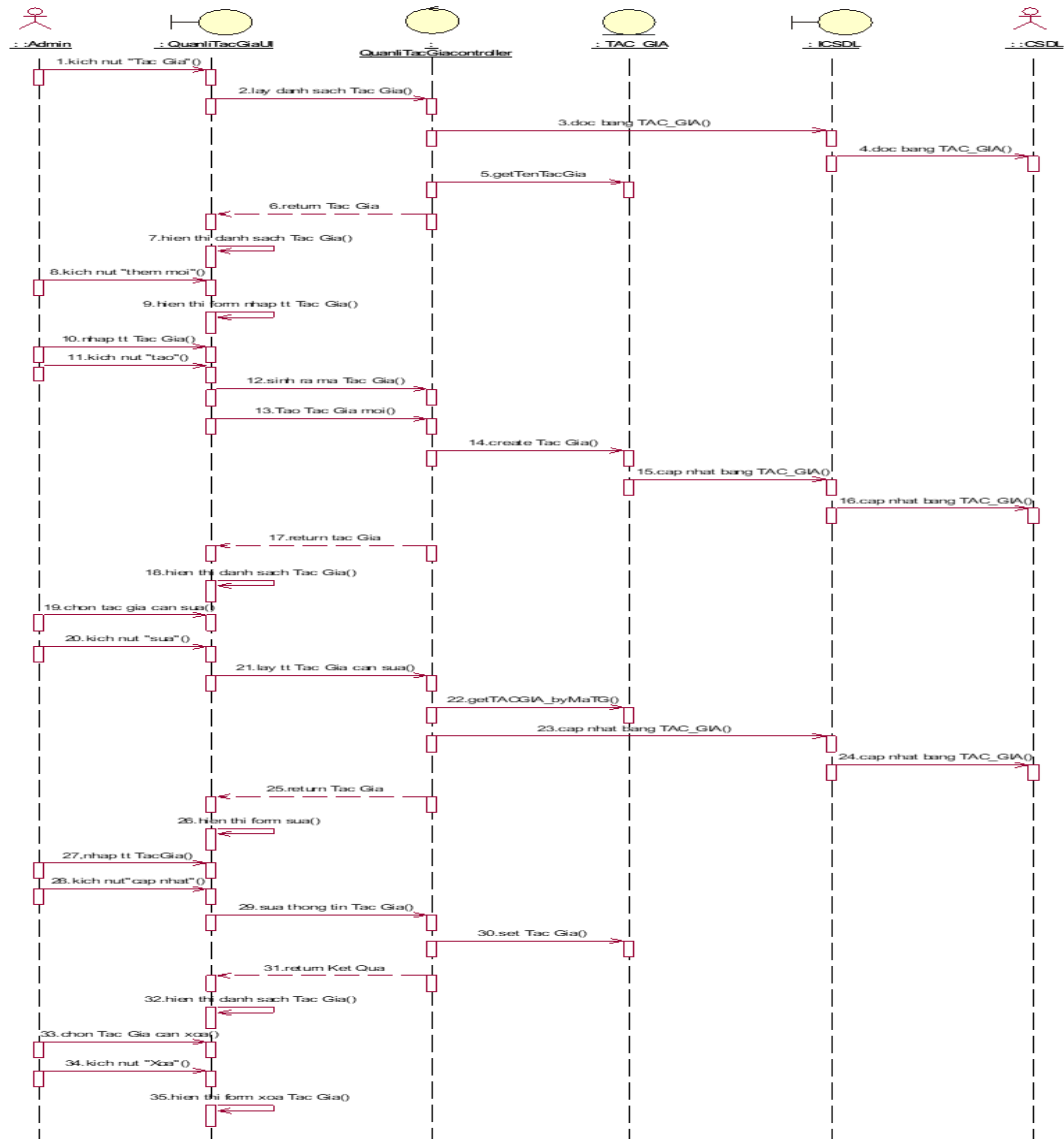 : :Admin
: QuanliTacGiaUI
:
QuanliTacGiacontroller
: TAC_GIA
: ICSDL
: :CSDL
1.kich nut "Tac Gia"()
2.lay danh sach Tac Gia()
3.doc bang TAC_GIA()
4.doc bang TAC_GIA()
5.getTenTacGia
6.return Tac Gia
7.hien thi danh sach Tac Gia()
8.kich nut "them moi"()
9.hien thi form nhap tt Tac Gia()
10.nhap tt Tac Gia()
11.kich nut "tao"()
12.sinh ra ma Tac Gia()
13.Tao Tac Gia moi()
14.create Tac Gia()
15.cap nhat bang TAC_GIA()
16.cap nhat bang TAC_GIA()
17.return tac Gia
18.hien thi danh sach Tac Gia()
19.chon tac gia can sua()
20.kich nut "sua"()
21.lay tt Tac Gia can sua()
22.getTACGIA_byMaTG()
23.cap nhat bang TAC_GIA()
24.cap nhat bang TAC_GIA()
25.return Tac Gia
26.hien thi form sua()
27,nhap tt TacGia()
28.kich nut"cap nhat"()
29.sua thong tin Tac Gia()
30.set Tac Gia()
31.return Ket Qua
32.hien thi danh sach Tac Gia()
33.chon Tac Gia can xoa()
34.kich nut "Xoa"()
35.hien thi form xoa Tac Gia()